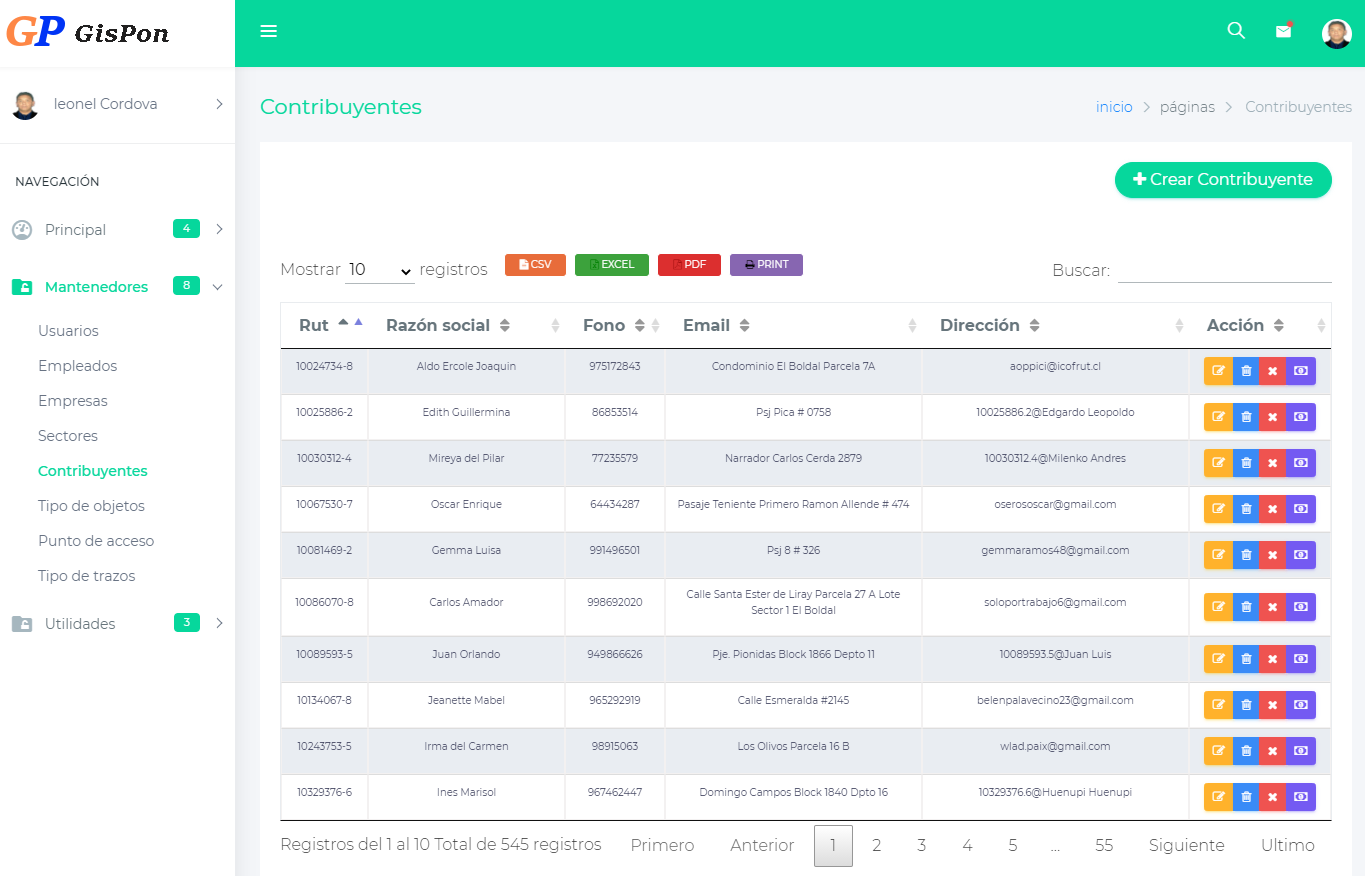 GP GisPon
leonel Cordova
NAVEGACIÓN
Principal 4
Mantenedores 8
Usuarios
Empleados
Empresas
Sectores
Contribuyentes
Tipo de objetos
Punto de acceso
Tipo de trazos
Utilidades 3
Contribuyentes
inicio > páginas > Contribuyentes
Crear Contribuyente
Mostrar 10 registros CSV EXCEL PDF PRINT Buscar:
Rut Razón social Fono Email Dirección Acción
10024734-8 Aldo Ercole Joaquin 975172843 Condominio El Boldal Parcela 7A aoppici@icofrut.cl
10025886-2 Edith Guillermina 86853514 Psj Pica # 0758 10025886.2@Edgardo Leopoldo
10030312-4 Mireya del Pilar 77235579 Narrador Carlos Cerda 2879 10030312.4@Milenko Andres
10067530-7 Oscar Enrique 64434287 Pasaje Teniente Primero Ramon Allende # 474 oserososcar@gmail.com
10081469-2 Gemma Luisa 991496501 Psj 8 # 326 gemmaramos48@gmail.com
10086070-8 Carlos Amador 998692020 Calle Santa Ester de Liray Parcela 27 A Lote
Sector 1 El Boldal soloportrabajo6@gmail.com
10089593-5 Juan Orlando 949866626 Pje. Pionidas Block 1866 Depto 11 10089593.5@Juan Luis
10134067-8 Jeanette Mabel 965292919 Calle Esmeralda #2145 belenpalavecino23@gmail.com
10243753-5 Irma del Carmen 98915063 Los Olivos Parcela 16 B wlad.paix@gmail.com
10329376-6 Ines Marisol 967462447 Domingo Campos Block 1840 Dpto 16 10329376.6@Huenupi Huenupi
Registros del 1 al 10 Total de 545 registros Primero Anterior 1 2 3 4 5 ... 55 Siguiente Ultimo